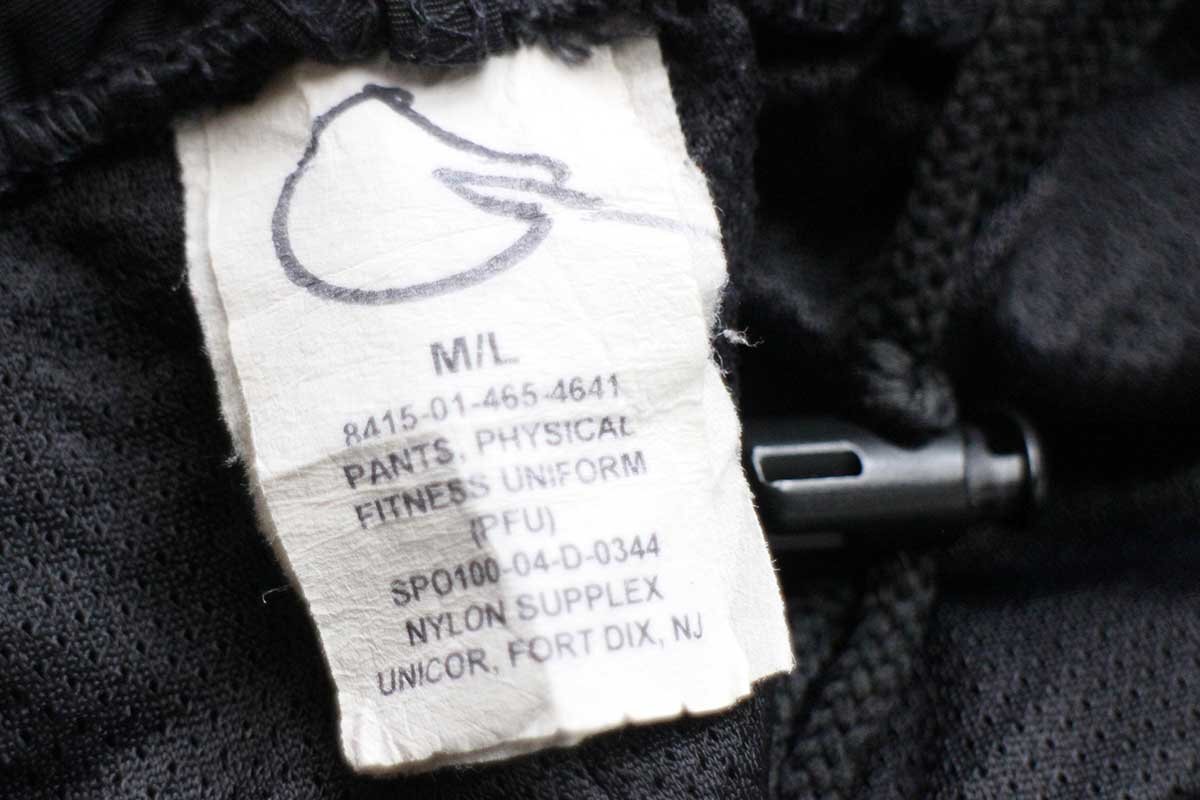 M/L
8415-01-465-4641
PANTS, PHYSICAL
FITNESS UNIFORM
(PFU)
SPO100-04-D-0344
NYLON SUPPLEX
UNICOR, FORT DIX, NJ